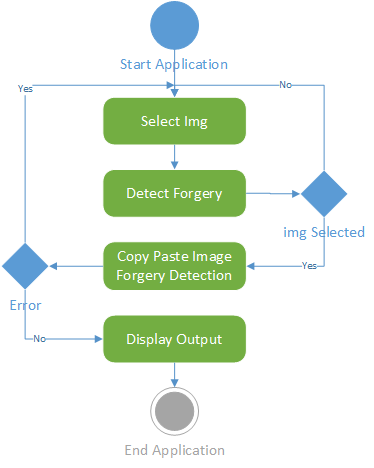 Start Application
Yes
No
Select Img
Detect Forgery
img Selected
Copy Paste Image
Forgery Detection
Yes
Error
No
Display Output
End Application